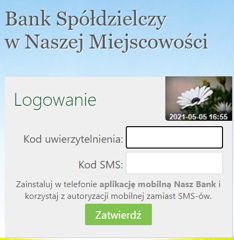 Bank Spółdzielczy
w Naszej Miejscowości
Logowanie
2021-05-05 16:55
Kod uwierzytelnienia:
Kod SMS:
Zainstaluj w telefonie aplikację mobilną Nasz Bank i
korzystaj z autoryzacji mobilnej zamiast SMS-ów.
Zatwierdź